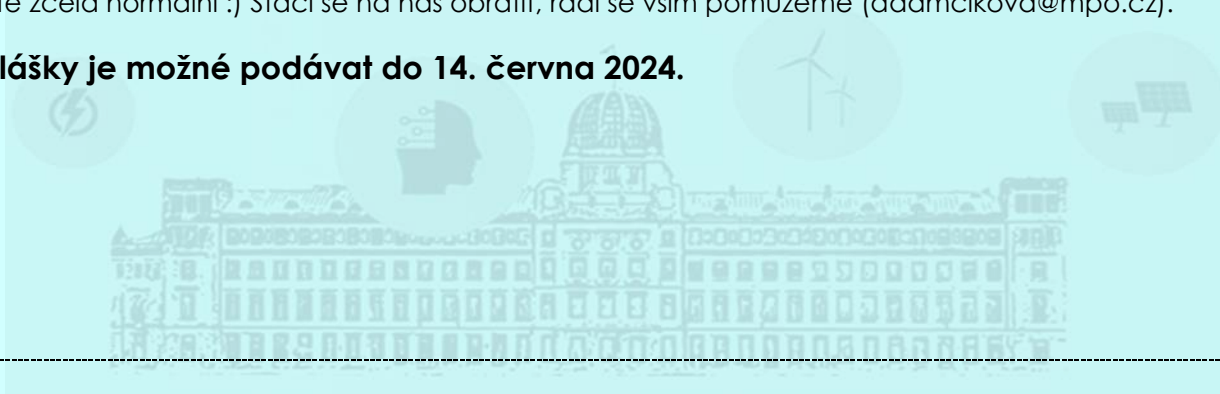 te zcela normální :) Stačí se na nás obrátit, rádi se vším pomůžeme (adamcikova@mpo.cz).
lášky je možné podávat do 14. června 2024.